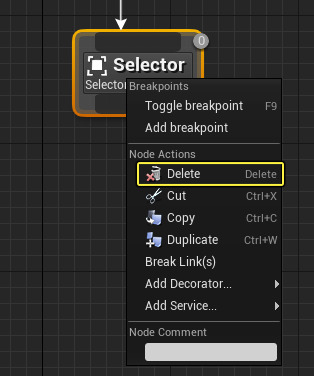 0
Selector
Selector
Breakpoints
Toggle breakpoint F9
Add breakpoint
Node Actions
Delete Delete
Cut Ctrl+X
Copy Ctrl+C
Duplicate Ctrl+W
Break Link(s)
Add Decorator...
Add Service...
Node Comment